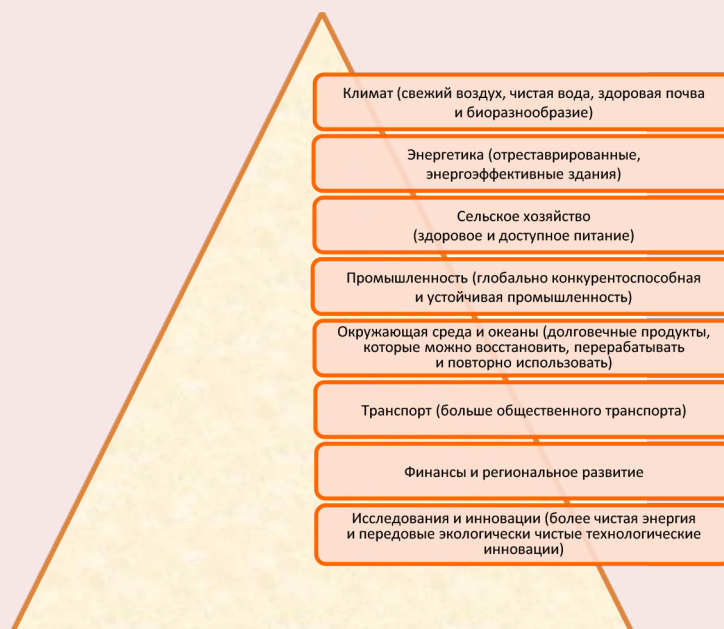 Климат (свежий воздух, чистая вода, здоровая почва
и биоразнообразие)
Энергетика (отреставрированные,
энергоэффективные здания)
Сельское хозяйство
(здоровое и доступное питание)
Промышленность (глобально конкурентоспособная
и устойчивая промышленность)
Окружающая среда и океаны (долговечные продукты,
которые можно восстановить, перерабатывать
и повторно использовать)
Транспорт (больше общественного транспорта)
Финансы и региональное развитие
Исследования и инновации (более чистая энергия
и передовые экологически чистые технологические
инновации)